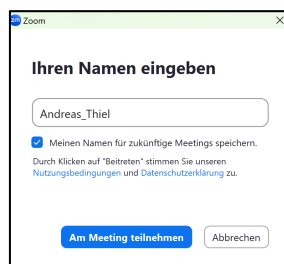 zm Zoom
Ihren Namen eingeben
Andreas_Thiel
Meinen Namen für zukünftige Meetings speichern.
Durch Klicken auf "Beitreten" stimmen Sie unseren
Nutzungsbedingungen und Datenschutzerklärung zu.
Am Meeting teilnehmen Abbrechen